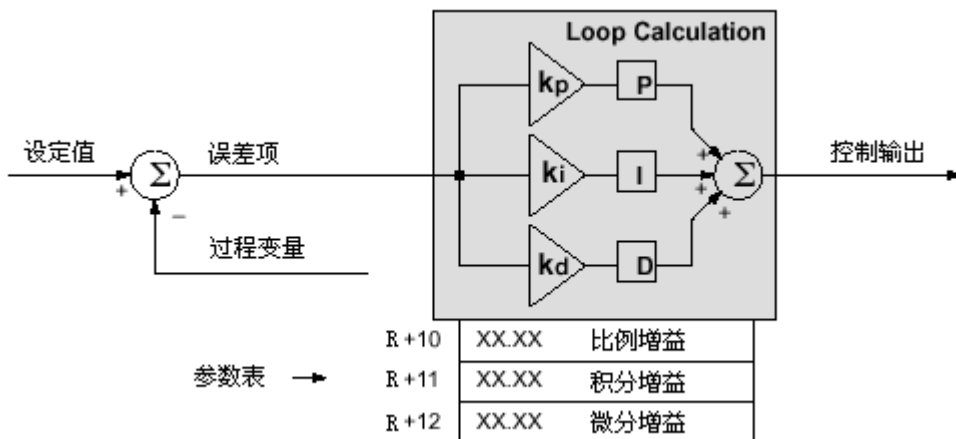 Loop Calculation
kp P
设定值 Σ 误差项 ki I Σ 控制输出
+ + + +
−
过程变量
kd D
R +10 XX.XX 比例增益
参数表 R +11 XX.XX 积分增益
R +12 XX.XX 微分增益